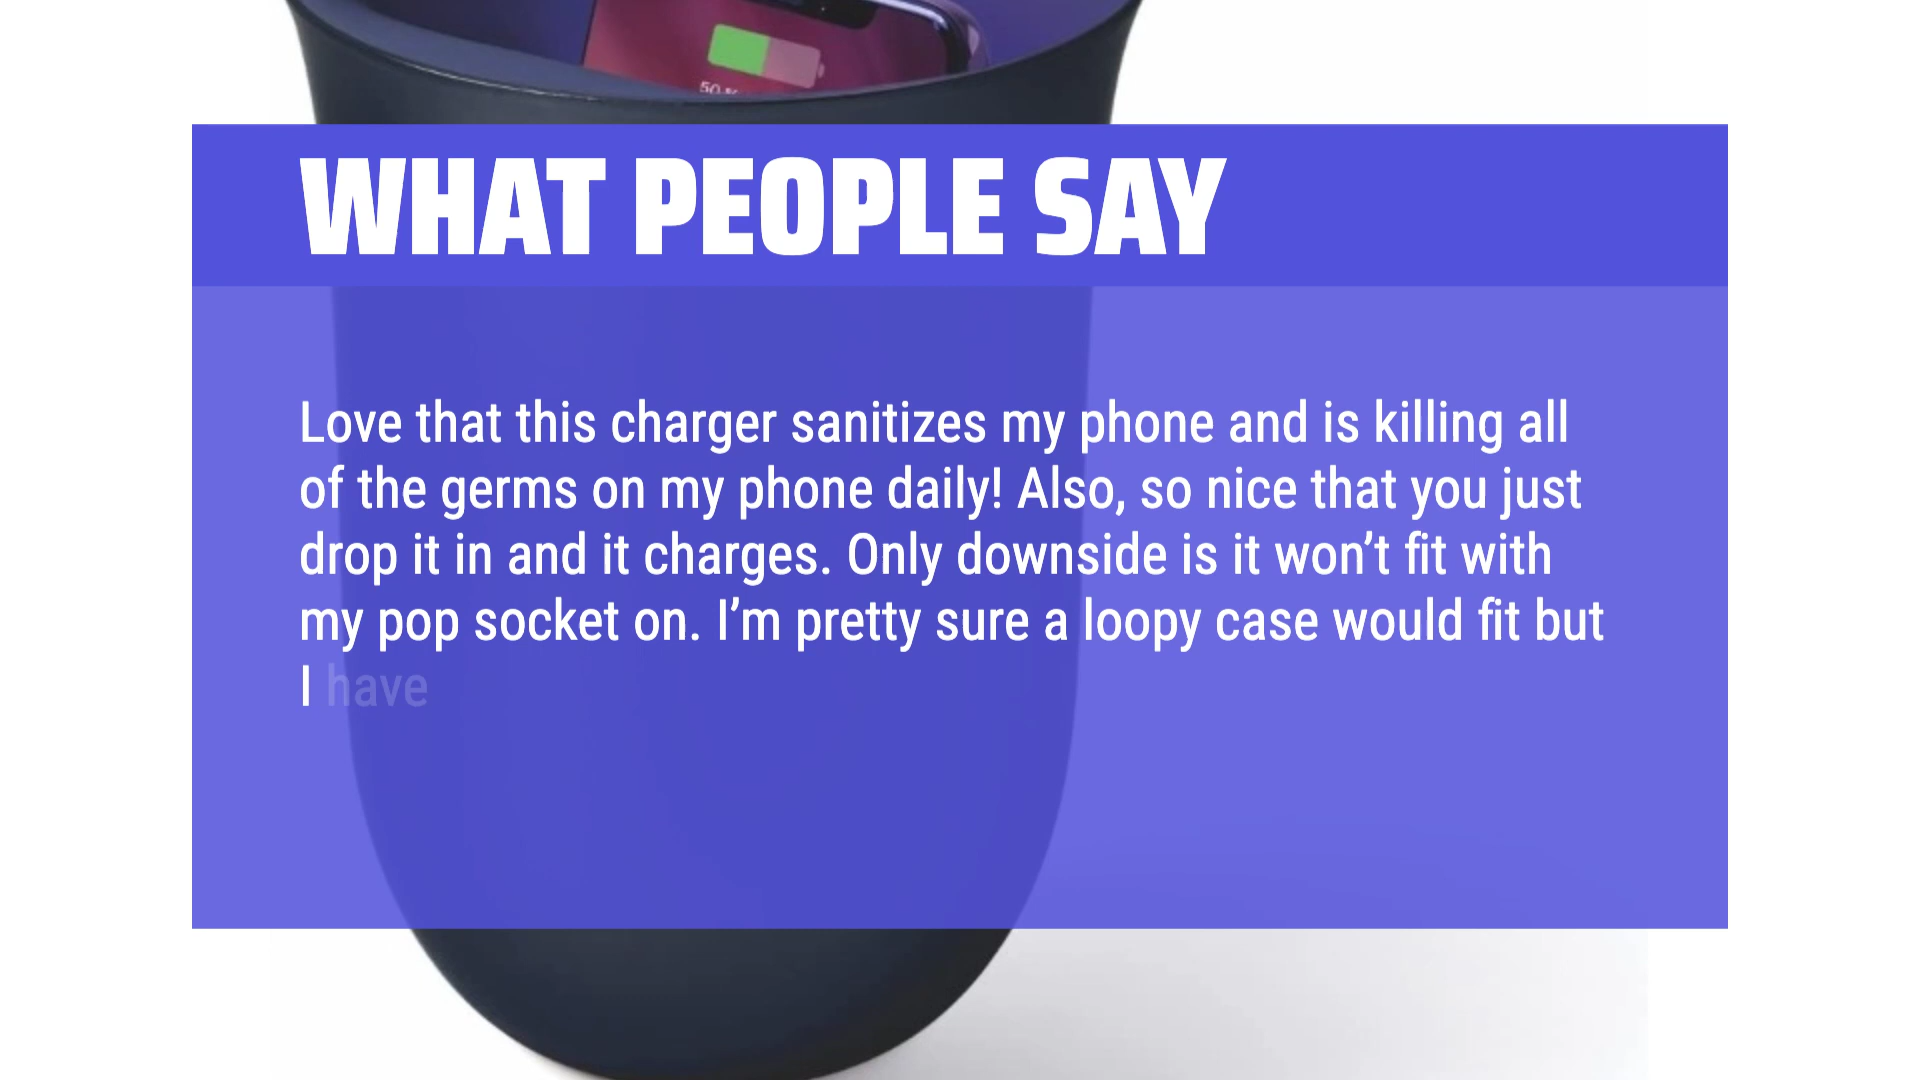 50 %
WHAT PEOPLE SAY
Love that this charger sanitizes my phone and is killing all
of the germs on my phone daily! Also, so nice that you just
drop it in and it charges. Only downside is it won’t fit with
my pop socket on. I’m pretty sure a loopy case would fit but
I have